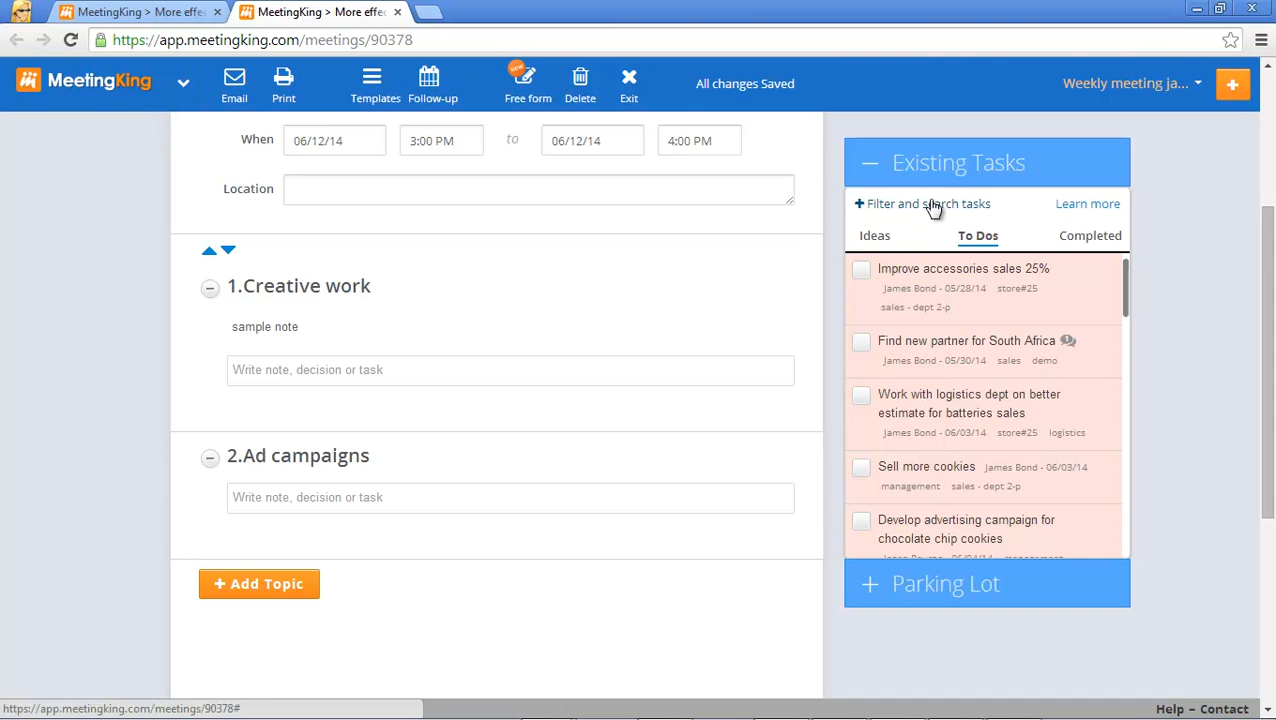 MeetingKing > More effec
MeetingKing > More effec
https://app.meetingking.com/meetings/90378
MeetingKing
Email
Print
Templates
Follow-up
NEW
Free form
Delete
Exit
All changes Saved
Weekly meeting ja...
When
06/12/14
3:00 PM
to
06/12/14
4:00 PM
Location
1.Creative work
sample note
Write note, decision or task
2.Ad campaigns
Write note, decision or task
+ Add Topic
Existing Tasks
+ Filter and search tasks
Learn more
Ideas
To Dos
Completed
Improve accessories sales 25%
James Bond - 05/28/14 store#25
sales - dept 2-p
Find new partner for South Africa
James Bond - 05/30/14 sales demo
Work with logistics dept on better
estimate for batteries sales
James Bond - 06/03/14 store#25 logistics
Sell more cookies James Bond - 06/03/14
management sales - dept 2-p
Develop advertising campaign for
chocolate chip cookies
Parking Lot
https://app.meetingking.com/meetings/90378#
Help – Contact